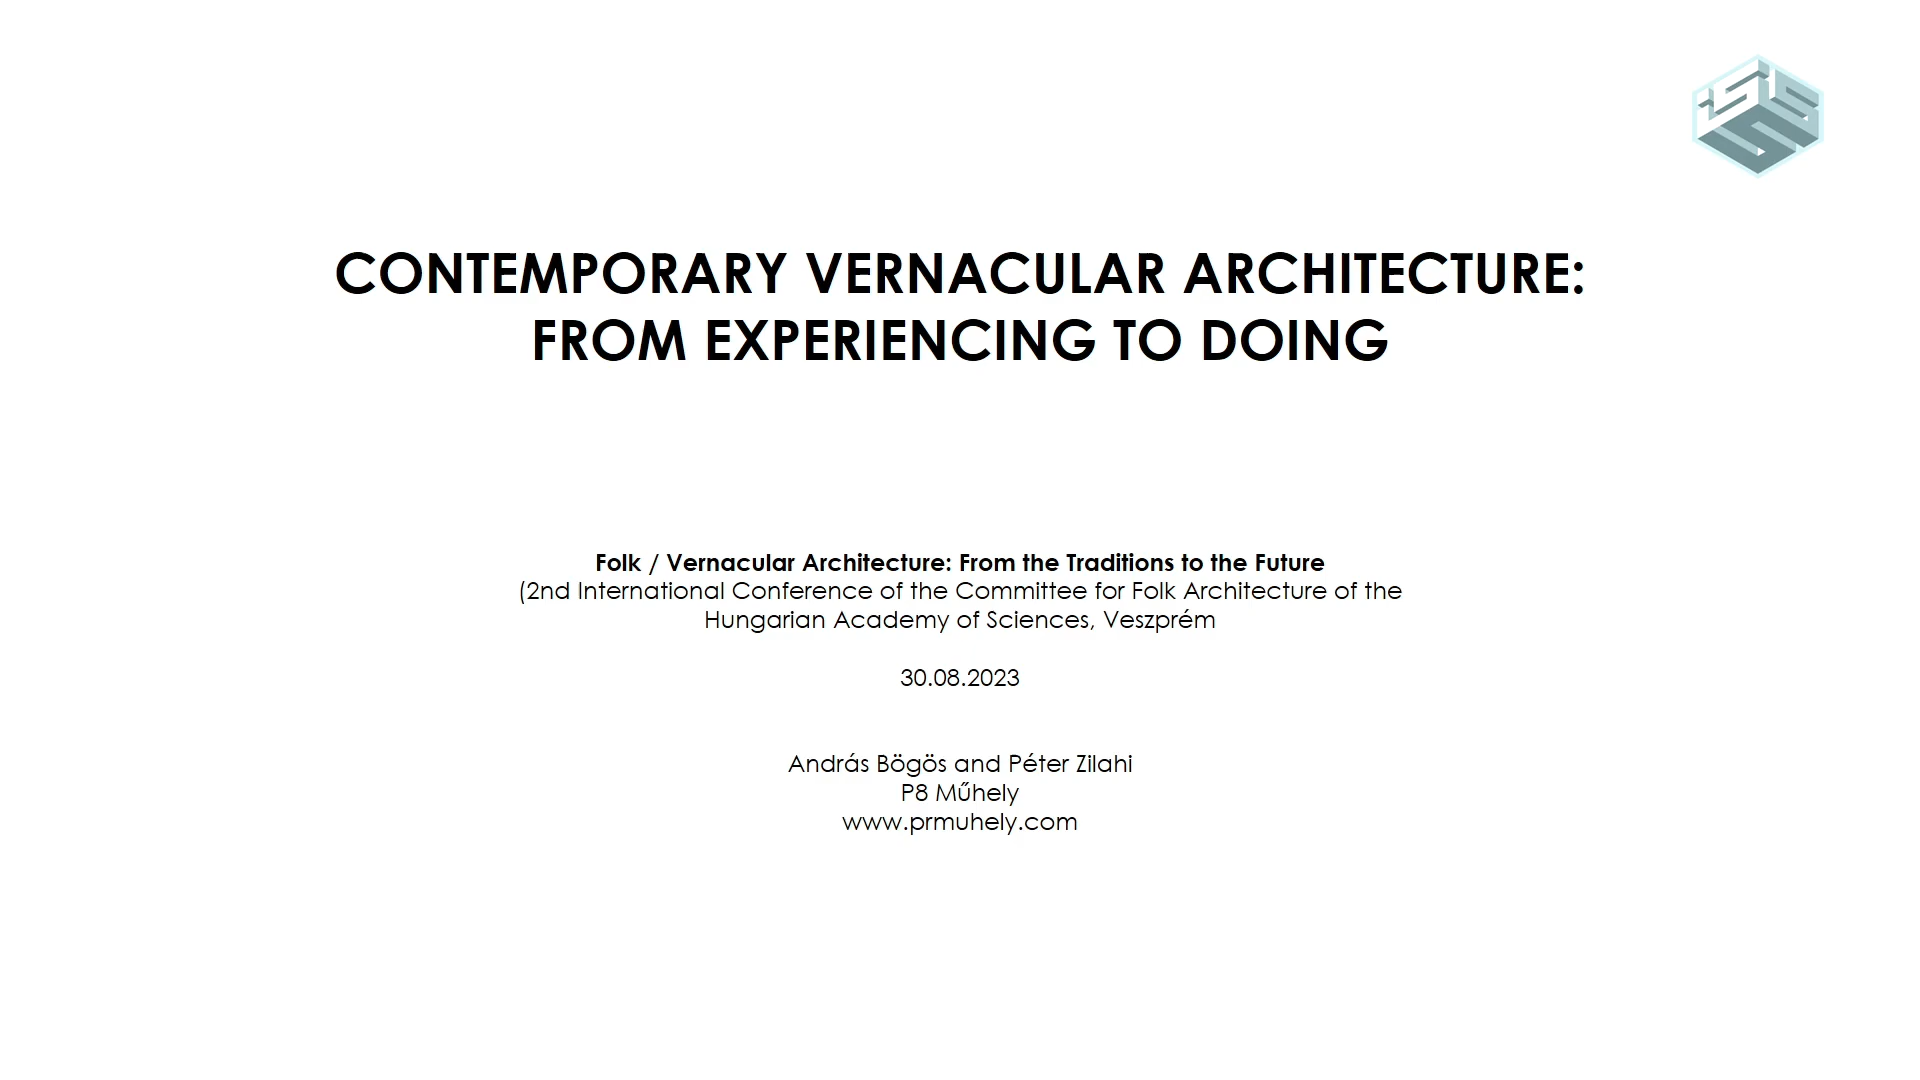 CONTEMPORARY VERNACULAR ARCHITECTURE:
FROM EXPERIENCING TO DOING
Folk / Vernacular Architecture: From the Traditions to the Future
(2nd International Conference of the Committee for Folk Architecture of the
Hungarian Academy of Sciences, Veszprém
30.08.2023
András Bögös and Péter Zilahi
P8 Műhely
www.prmuhely.com